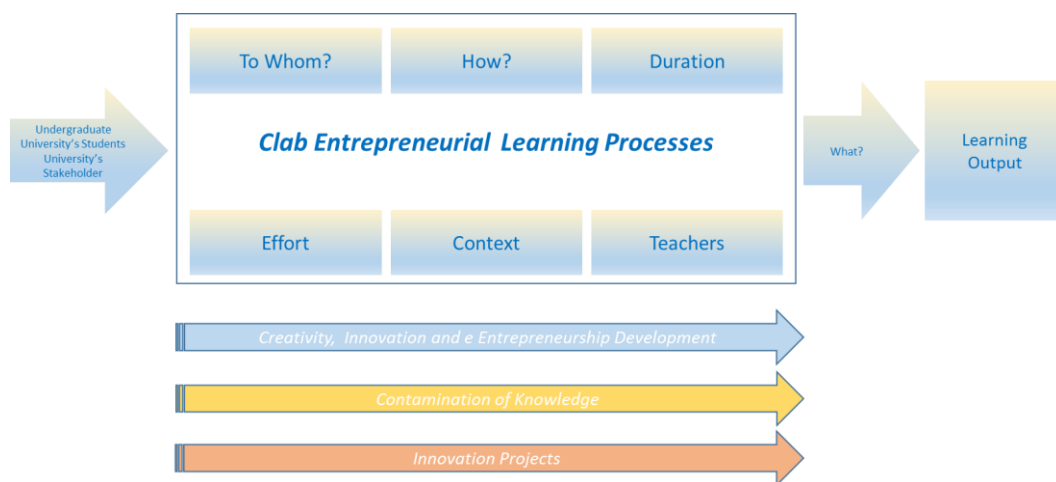 To Whom?
How?
Duration
Undergraduate
University's Students
University's
Stakeholder
Clab Entrepreneurial Learning Processes
What?
Learning
Output
Effort
Context
Teachers
Creativity, Innovation and e Entrepreneurship Development
Contamination of Knowledge
Innovation Projects